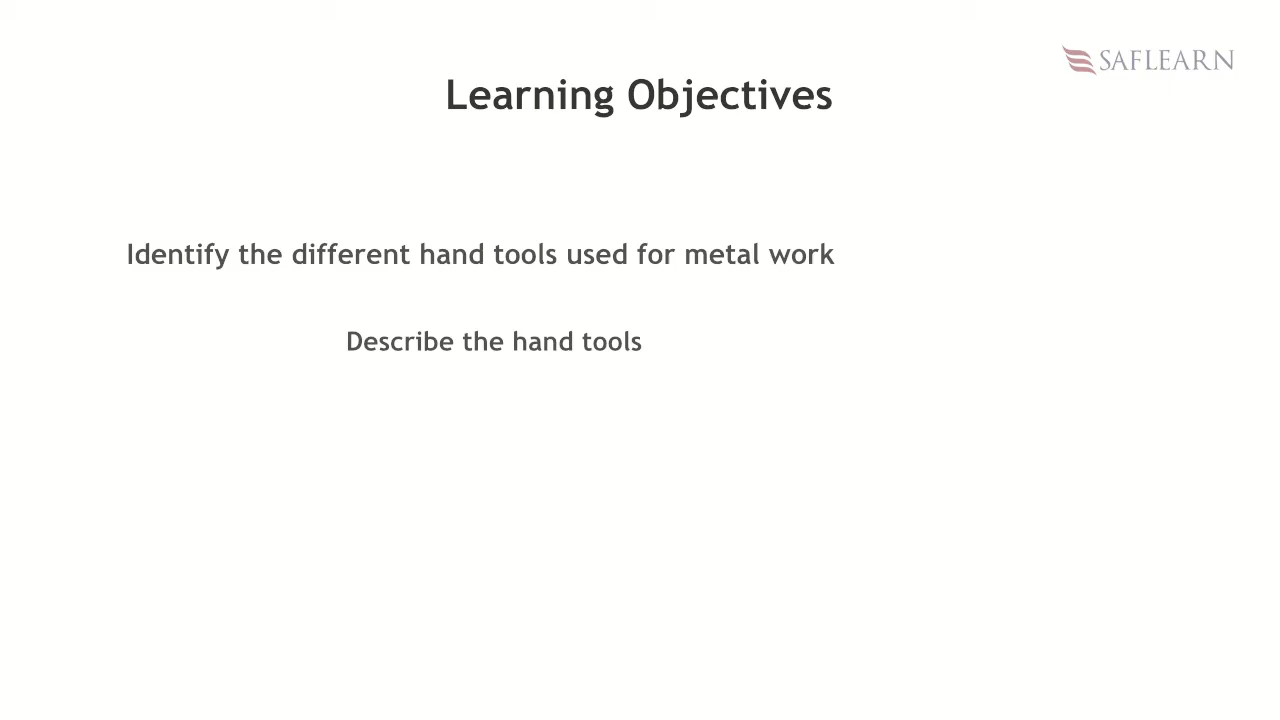 SAFLEARN
Learning Objectives
Identify the different hand tools used for metal work
Describe the hand tools